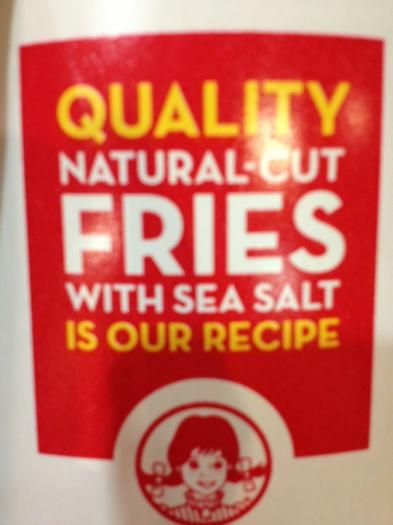 QUALITY
NATURAL-CUT
FRIES
WITH SEA SALT
IS OUR RECIPE